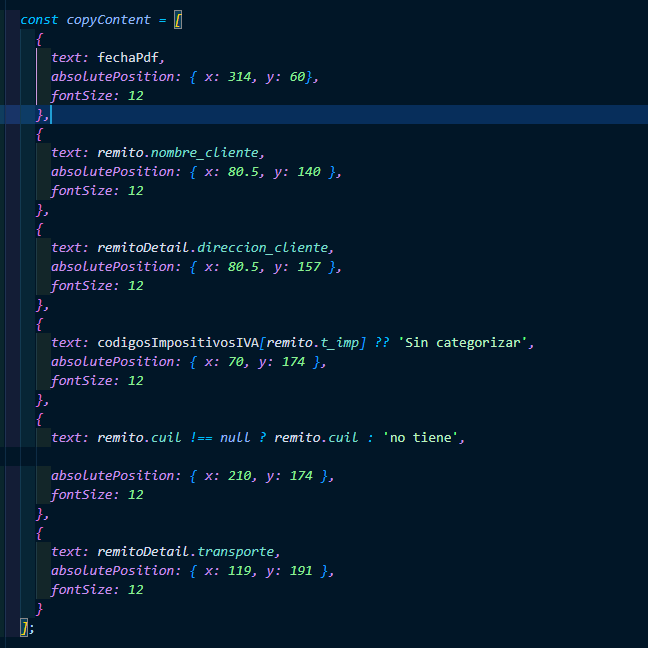 const copyContent = [
{
text: fechaPdf,
absolutePosition: { x: 314, y: 60},
fontSize: 12
},
{
text: remito.nombre_cliente,
absolutePosition: { x: 80.5, y: 140 },
fontSize: 12
},
{
text: remitoDetail.direccion_cliente,
absolutePosition: { x: 80.5, y: 157 },
fontSize: 12
},
{
text: codigosImpositivosIVA[remito.t_imp] ?? 'Sin categorizar',
absolutePosition: { x: 70, y: 174 },
fontSize: 12
},
{
text: remito.cuil !== null ? remito.cuil : 'no tiene',
absolutePosition: { x: 210, y: 174 },
fontSize: 12
},
{
text: remitoDetail.transporte,
absolutePosition: { x: 119, y: 191 },
fontSize: 12
}
];